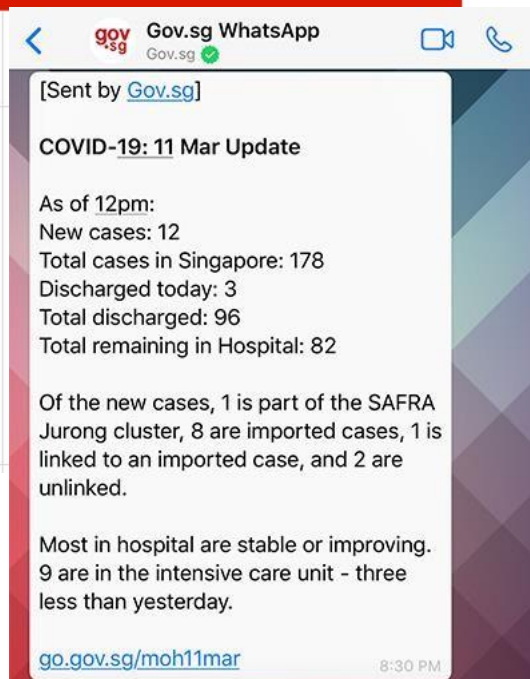 gov
.sg
Gov.sg WhatsApp
Gov.sg
[Sent by Gov.sg]
COVID-19: 11 Mar Update
As of 12pm:
New cases: 12
Total cases in Singapore: 178
Discharged today: 3
Total discharged: 96
Total remaining in Hospital: 82
Of the new cases, 1 is part of the SAFRA
Jurong cluster, 8 are imported cases, 1 is
linked to an imported case, and 2 are
unlinked.
Most in hospital are stable or improving.
9 are in the intensive care unit - three
less than yesterday.
go.gov.sg/moh11mar
8:30 PM